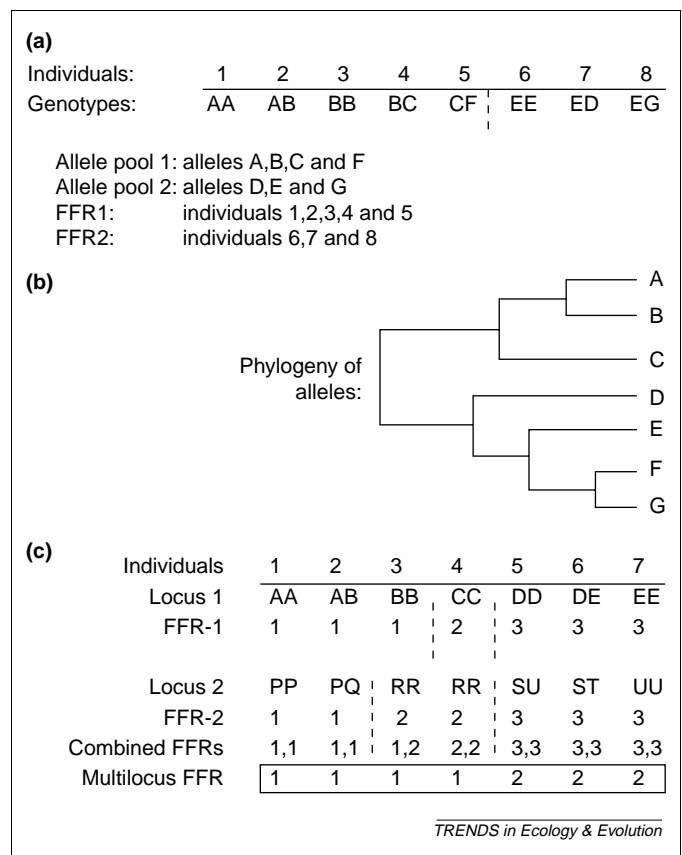 (a)
Individuals: 1 2 3 4 5 6 7 8
Genotypes: AA AB BB BC CF EE ED EG
Allele pool 1: alleles A,B,C and F
Allele pool 2: alleles D,E and G
FFR1: individuals 1,2,3,4 and 5
FFR2: individuals 6,7 and 8
(b)
Phylogeny of
alleles:
A
B
C
D
E
F
G
(c)
Individuals 1 2 3 4 5 6 7
Locus 1 AA AB BB CC DD DE EE
FFR-1 1 1 1 2 3 3 3
Locus 2 PP PQ RR RR SU ST UU
FFR-2 1 1 2 2 3 3 3
Combined FFRs 1,1 1,1 1,2 2,2 3,3 3,3 3,3
Multilocus FFR 1 1 1 1 2 2 2
TRENDS in Ecology & Evolution